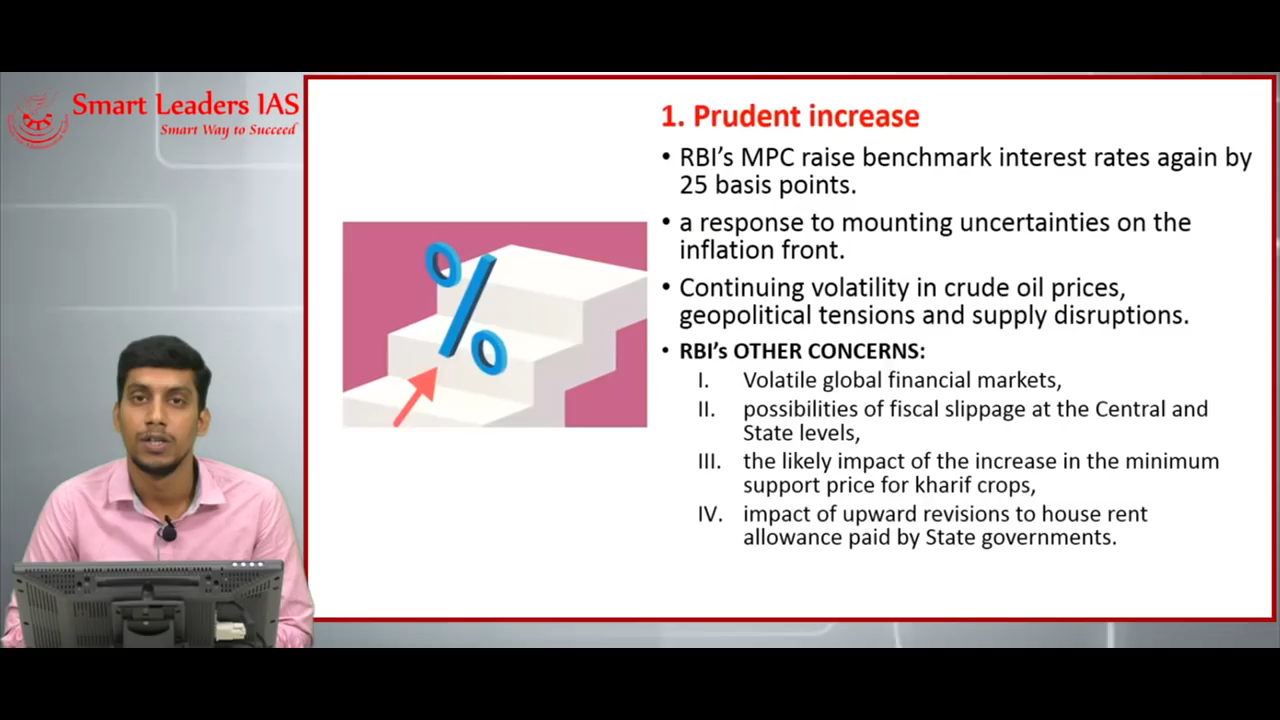 Smart Leaders IAS
Smart Way to Succeed
1. Prudent increase
• RBI's MPC raise benchmark interest rates again by
25 basis points.
• a response to mounting uncertainties on the
inflation front.
• Continuing volatility in crude oil prices,
geopolitical tensions and supply disruptions.
• RBI's OTHER CONCERNS:
I. Volatile global financial markets,
II. possibilities of fiscal slippage at the Central and
State levels,
III. the likely impact of the increase in the minimum
support price for kharif crops,
IV. impact of upward revisions to house rent
allowance paid by State governments.
%